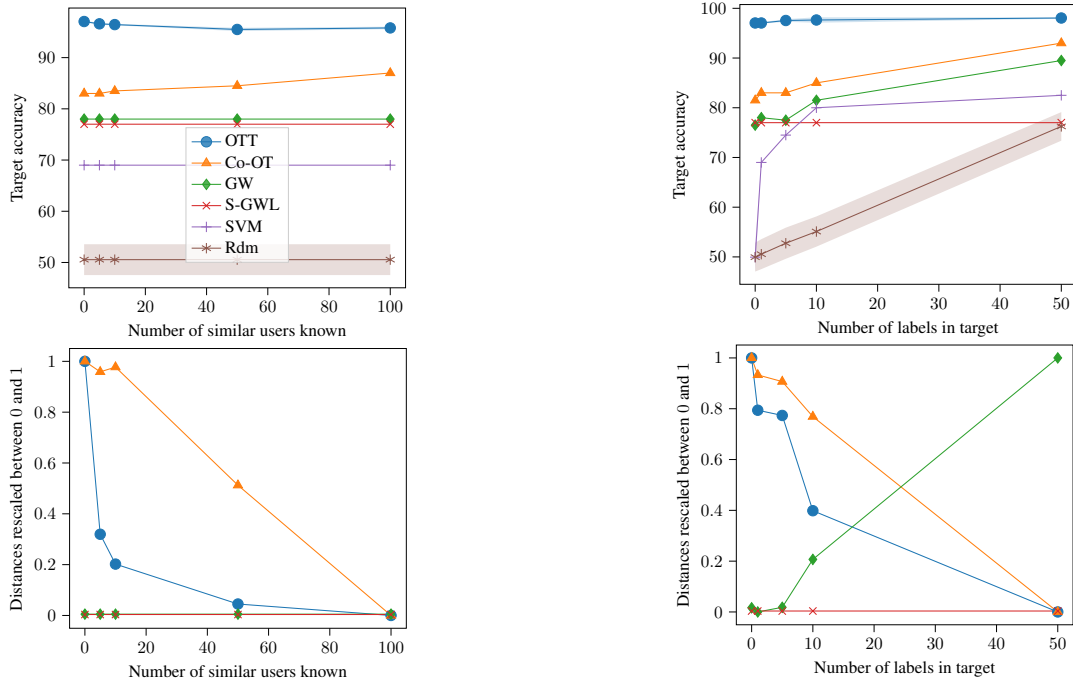 90
80
70
60
50
Target accuracy
OTT
Co-OT
GW
S-GWL
SVM
Rdm
0 20 40 60 80 100
Number of similar users known
100
90
80
70
60
50
Target accuracy
0 10 20 30 40 50
Number of labels in target
1
0.8
0.6
0.4
0.2
0
Distances rescaled between 0 and 1
0 20 40 60 80 100
Number of similar users known
1
0.8
0.6
0.4
0.2
0
Distances rescaled between 0 and 1
0 10 20 30 40 50
Number of labels in target